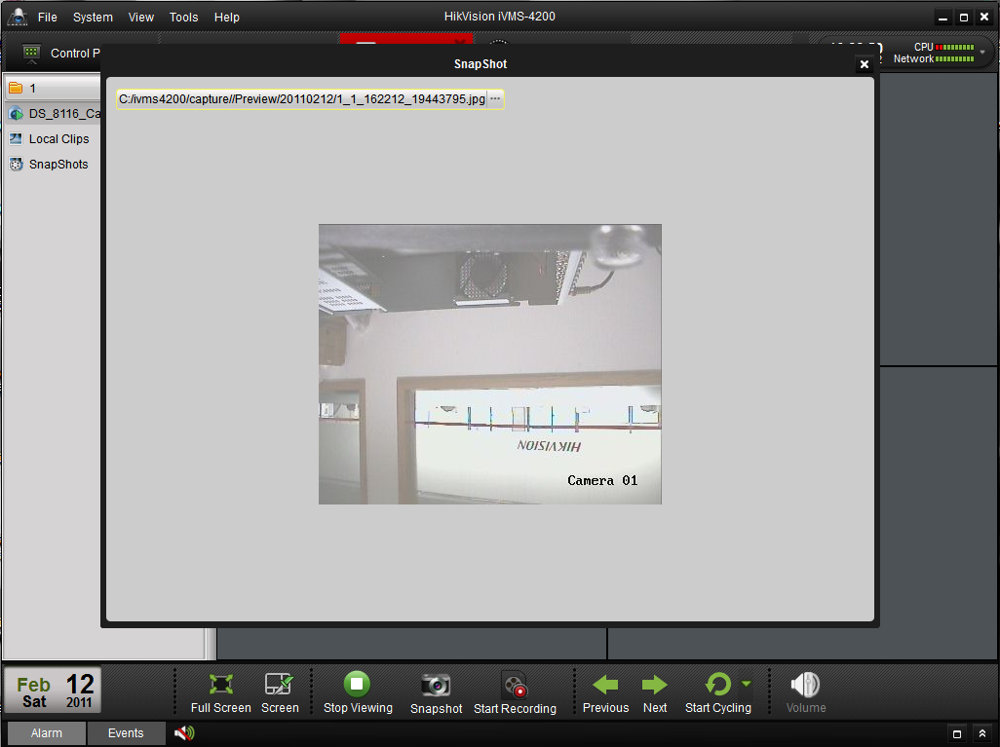 File System View Tools Help
HikVision iVMS-4200
Control P
CPU
Network
SnapShot
C:/ivms4200/capture//Preview/20110212/1_1_162212_19443795.jpg
1
DS_8116_Ca
Local Clips
SnapShots
HIKVISION
Camera 01
Feb 12
Sat 2011
Full Screen Screen Stop Viewing Snapshot Start Recording Previous Next Start Cycling Volume
Alarm Events